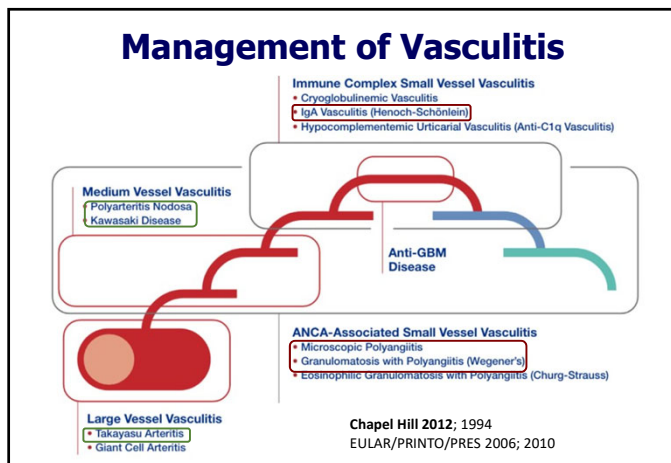 Management of Vasculitis
Immune Complex Small Vessel Vasculitis
• Cryoglobulinemic Vasculitis
• IgA Vasculitis (Henoch-Schönlein)
• Hypocomplementemic Urticarial Vasculitis (Anti-C1q Vasculitis)
Medium Vessel Vasculitis
• Polyarteritis Nodosa
• Kawasaki Disease
Anti-GBM
Disease
ANCA-Associated Small Vessel Vasculitis
• Microscopic Polyangiitis
• Granulomatosis with Polyangiitis (Wegener's)
• Eosinophilic Granulomatosis with Polyangiitis (Churg-Strauss)
Large Vessel Vasculitis
• Takayasu Arteritis
• Giant Cell Arteritis
Chapel Hill 2012; 1994
EULAR/PRINTO/PRES 2006; 2010